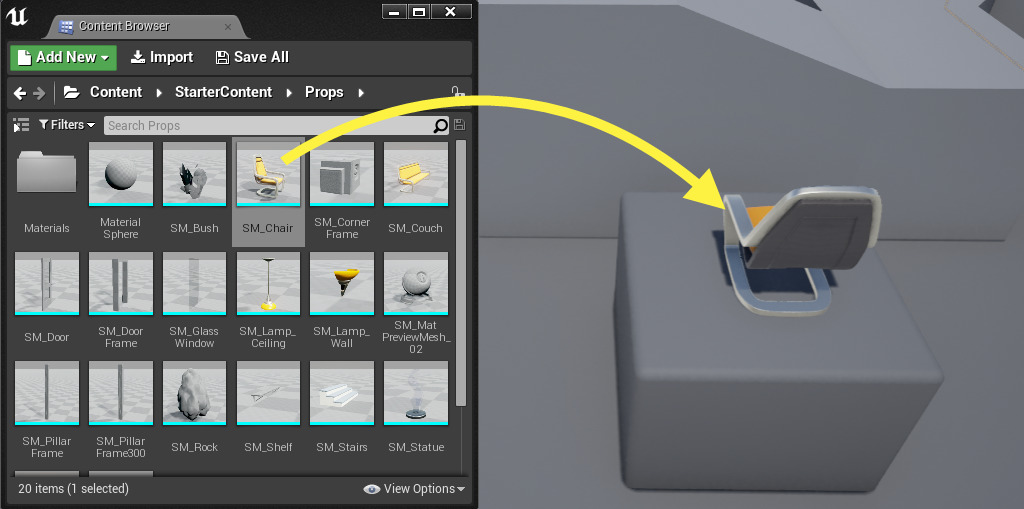 Content Browser
Add New
Import
Save All
Content
StarterContent
Props
Filters
Search Props
Materials
Material
Sphere
SM_Bush
SM_Chair
SM_Corner
Frame
SM_Couch
SM_Door
SM_Door
Frame
SM_Glass
Window
SM_Lamp_
Ceiling
SM_Lamp_
Wall
SM_Mat
PreviewMesh_
02
SM_Pillar
Frame
SM_Pillar
Frame300
SM_Rock
SM_Shelf
SM_Stairs
SM_Statue
20 items (1 selected)
View Options